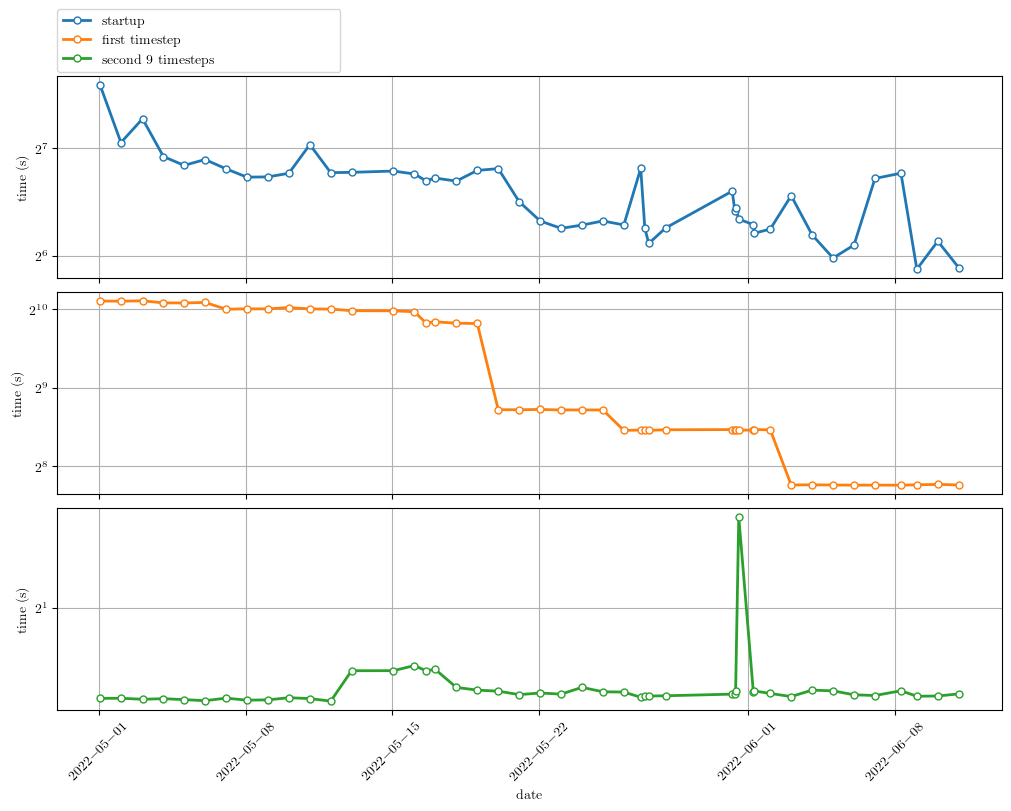 startup
first timestep
second 9 timesteps
2^7
2^6
time (s)
2^10
2^9
2^8
time (s)
2^1
time (s)
2022−05−01
2022−05−08
2022−05−15
2022−05−22
2022−06−01
2022−06−08
date